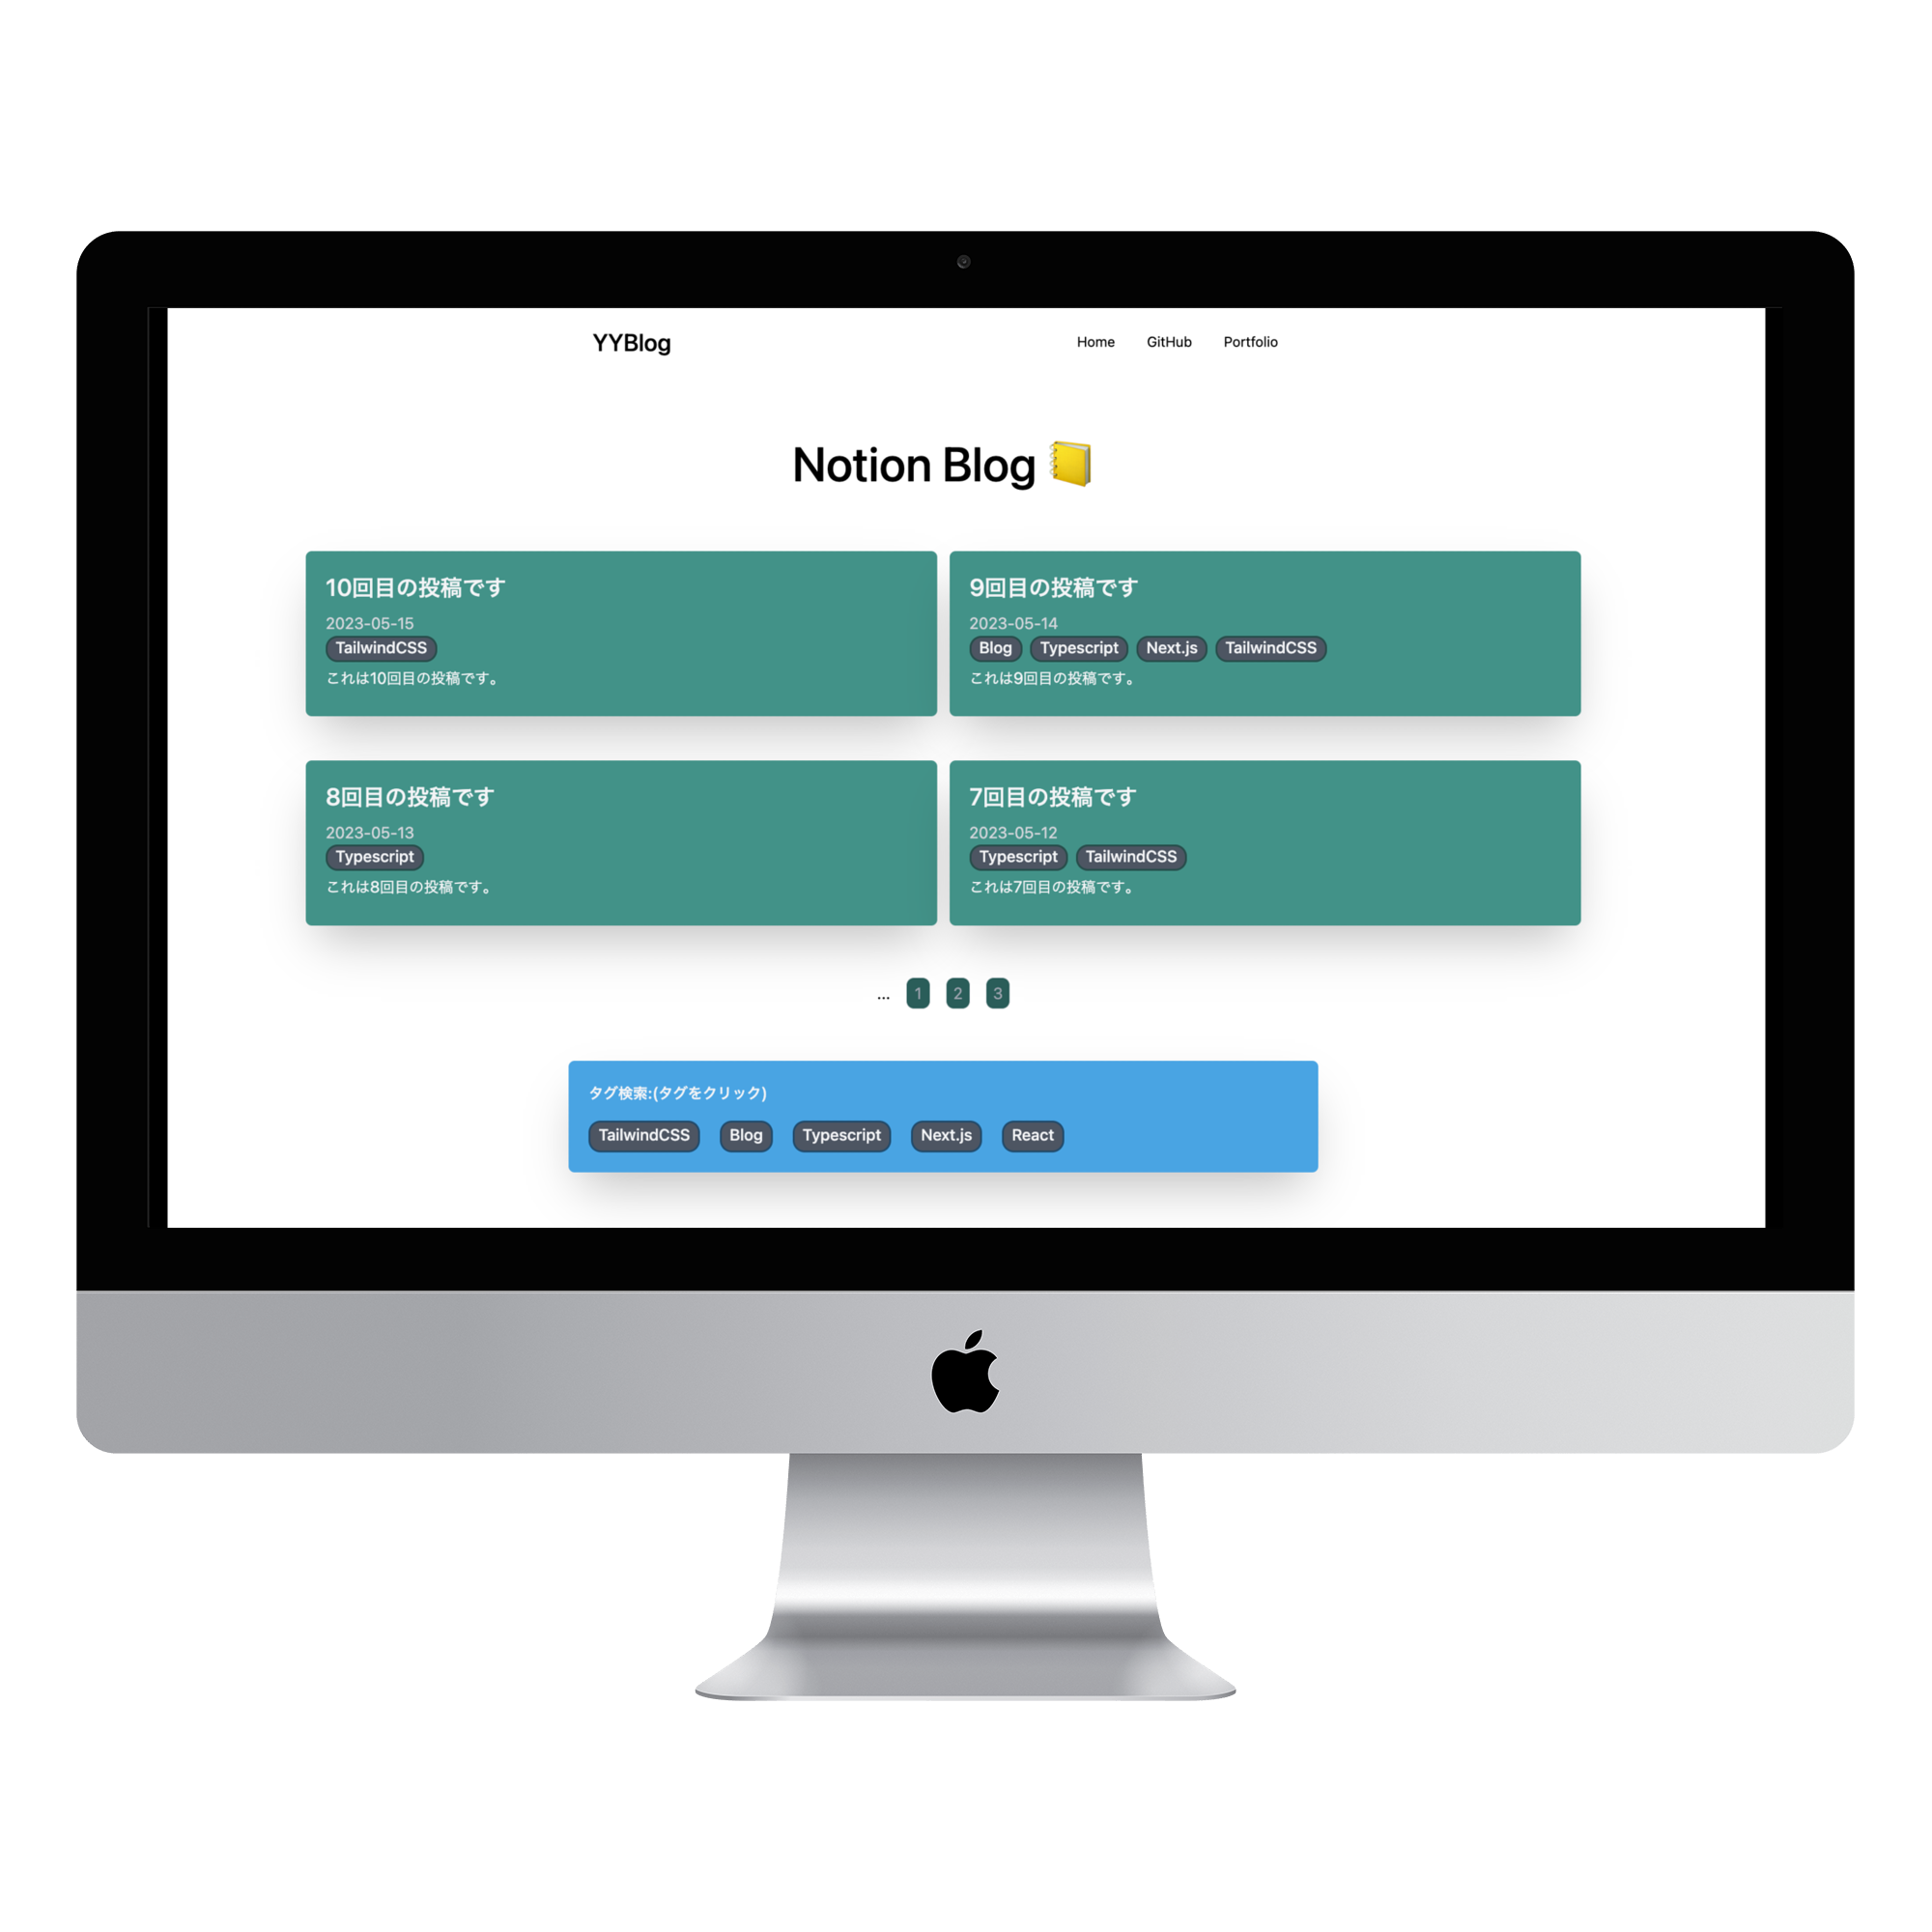 YYBlog
Home GitHub Portfolio
Notion Blog
10回目の投稿です
2023-05-15
TailwindCSS
これは10回目の投稿です。
9回目の投稿です
2023-05-14
Blog Typescript Next.js TailwindCSS
これは9回目の投稿です。
8回目の投稿です
2023-05-13
Typescript
これは8回目の投稿です。
7回目の投稿です
2023-05-12
Typescript TailwindCSS
これは7回目の投稿です。
... 1 2 3
タグ検索:(タグをクリック)
TailwindCSS Blog Typescript Next.js React